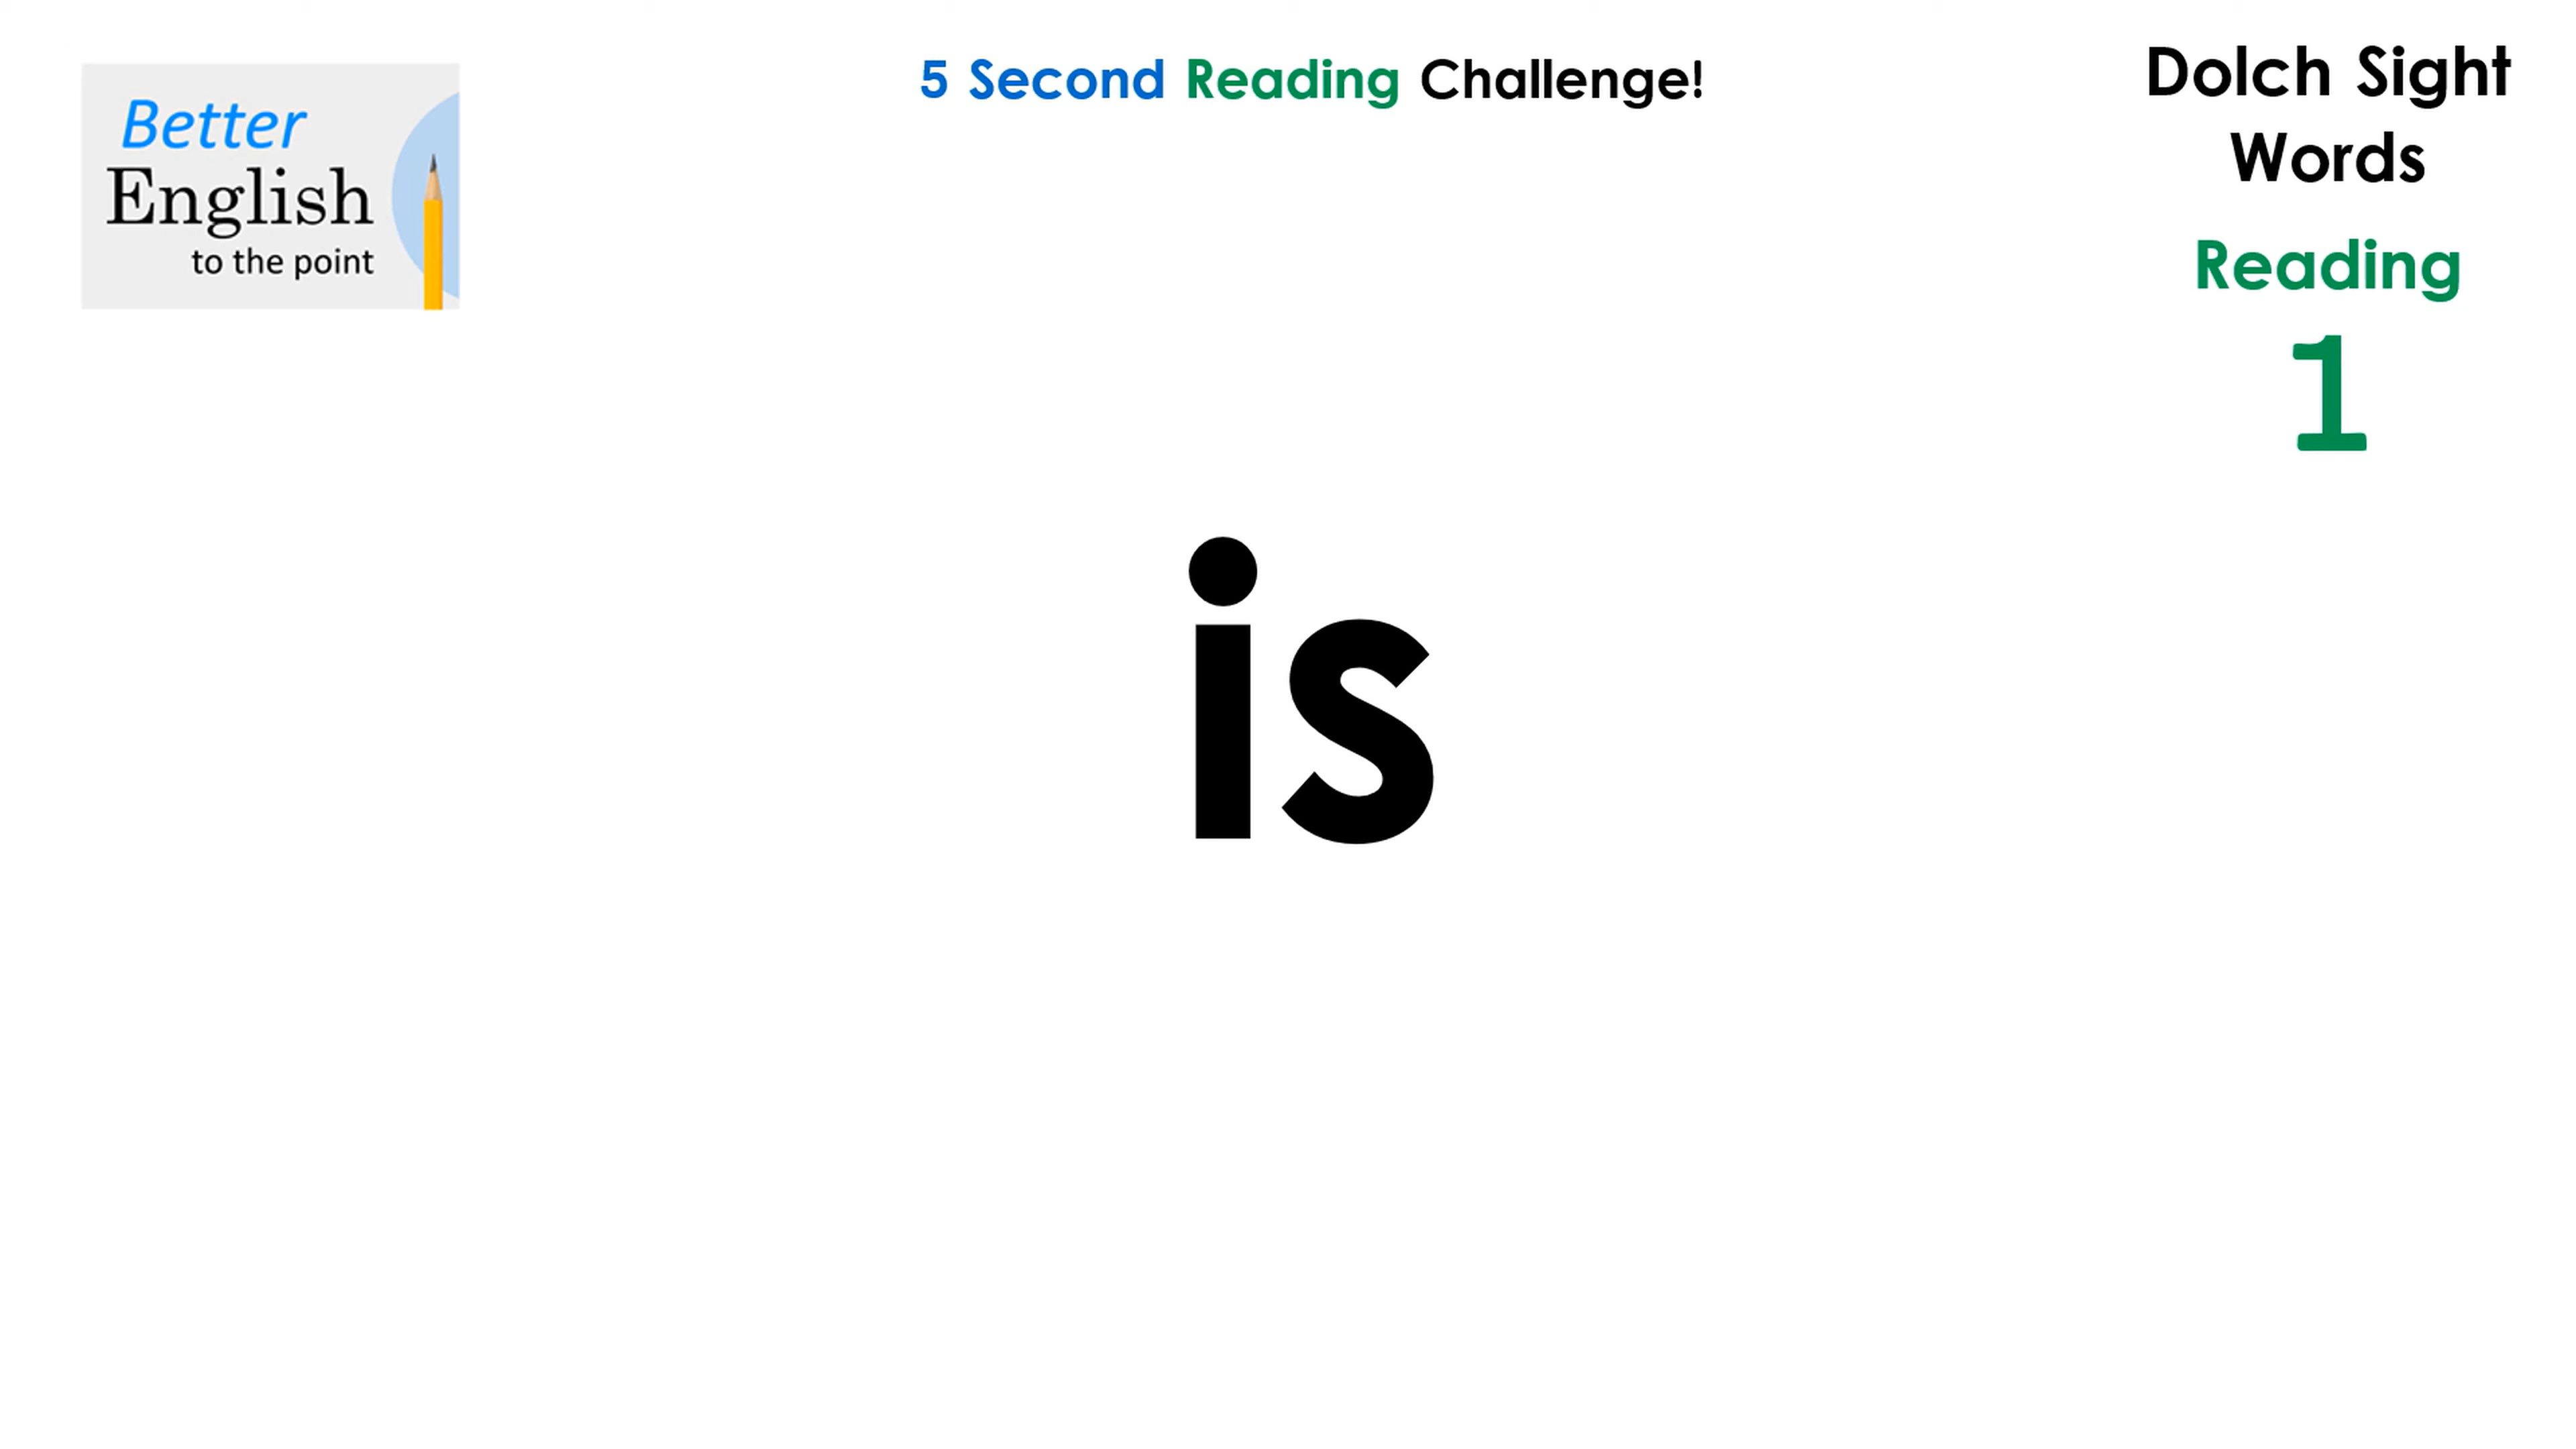 Better
English
to the point
5 Second Reading Challenge!
Dolch Sight
Words
Reading
1
is